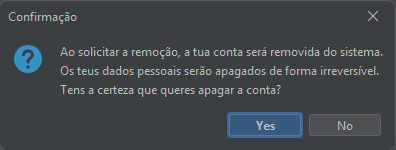 Confirmação
Ao solicitar a remoção, a tua conta será removida do sistema.
Os teus dados pessoais serão apagados de forma irreversível.
Tens a certeza que queres apagar a conta?
Yes No